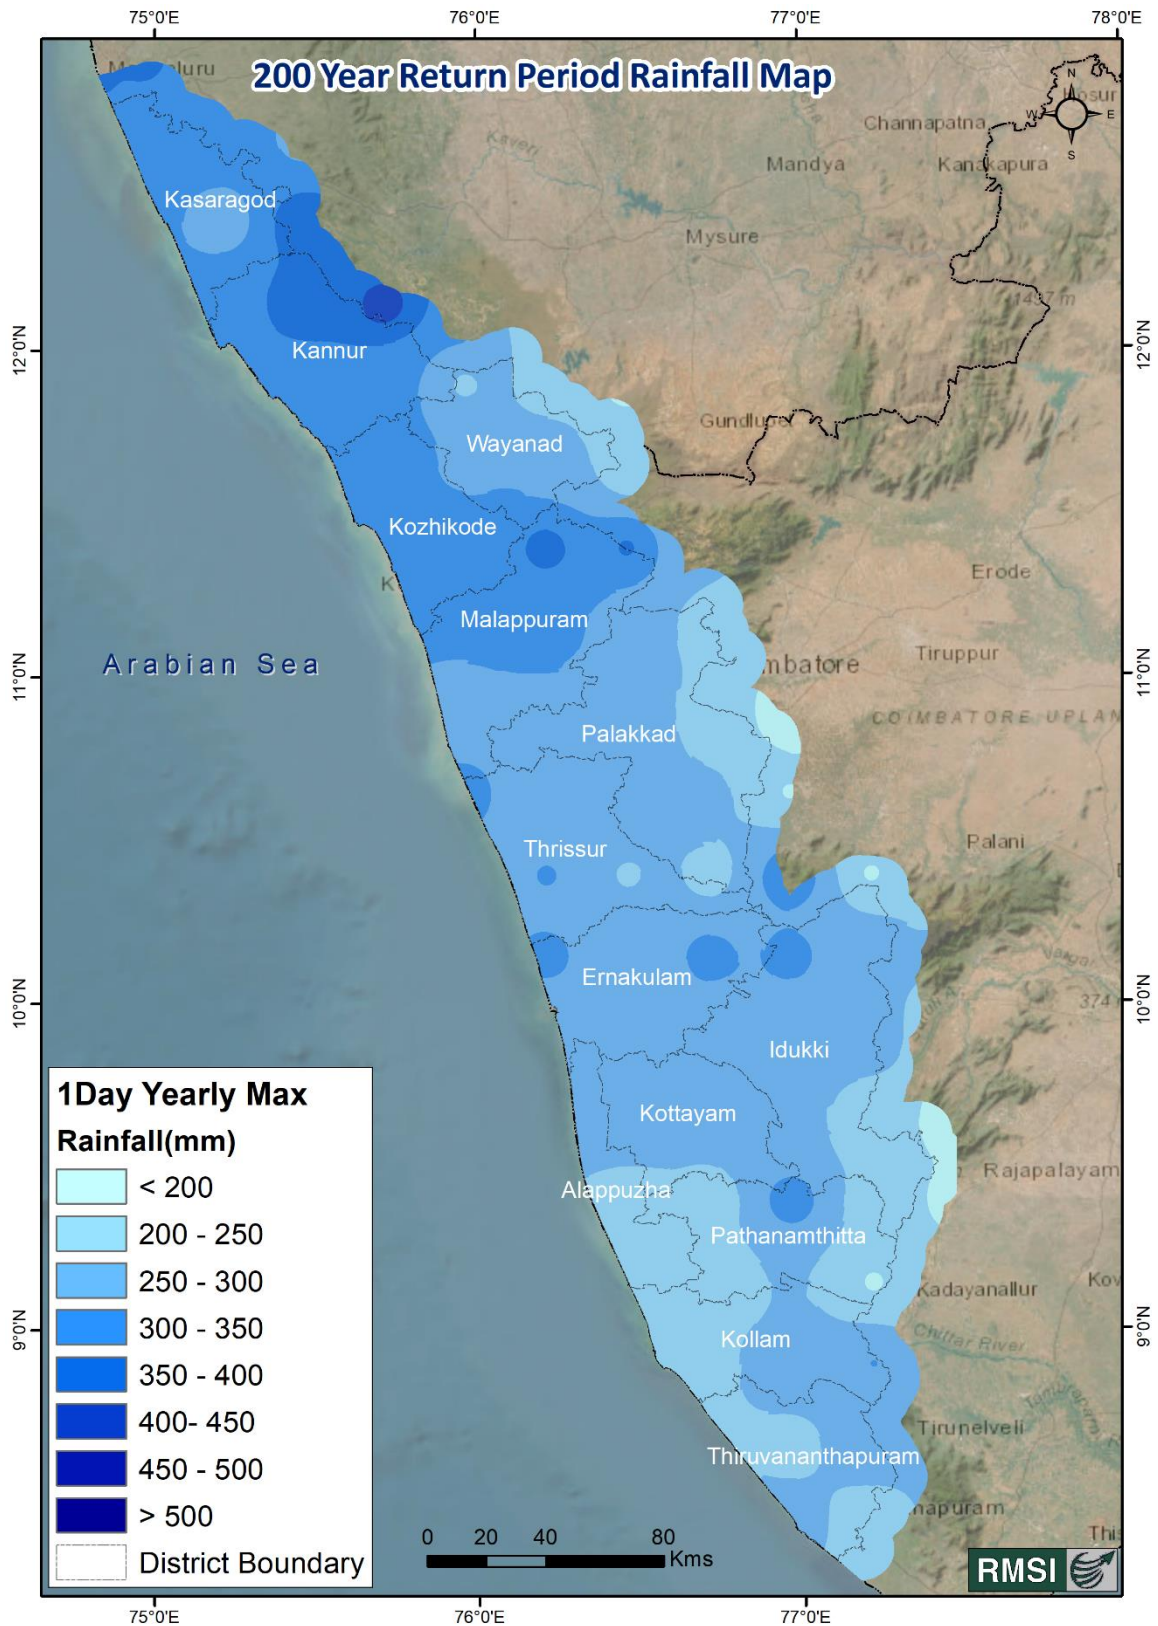 75°0'E 76°0'E 77°0'E 78°0'E
200 Year Return Period Rainfall Map
N
W E
S
Channapatna
Kaveri
Mandya Kanakapura
Kasaragod
Mysure
12°0'N
Kannur
12°0'N
Wayanad
Kozhikode
Erode
Malappuram
Arabian Sea
Tiruppur
11°0'N
mbatore
11°0'N
COIMBATORE UPLAN
Palakkad
Palani
Thrissur
Ernakulam
10°0'N
374
10°0'N
Idukki
Kottayam
Rajapalayam
Alappuzha
Pathanamthitta
Kadayanallur
9°0'N
Kollam
Chittar River
9°0'N
Tirunelveli
Thiruvananthapuram
1Day Yearly Max
Rainfall(mm)
< 200
200 - 250
250 - 300
300 - 350
350 - 400
400- 450
450 - 500
> 500
District Boundary
0 20 40 80
Kms
RMSI
75°0'E 76°0'E 77°0'E